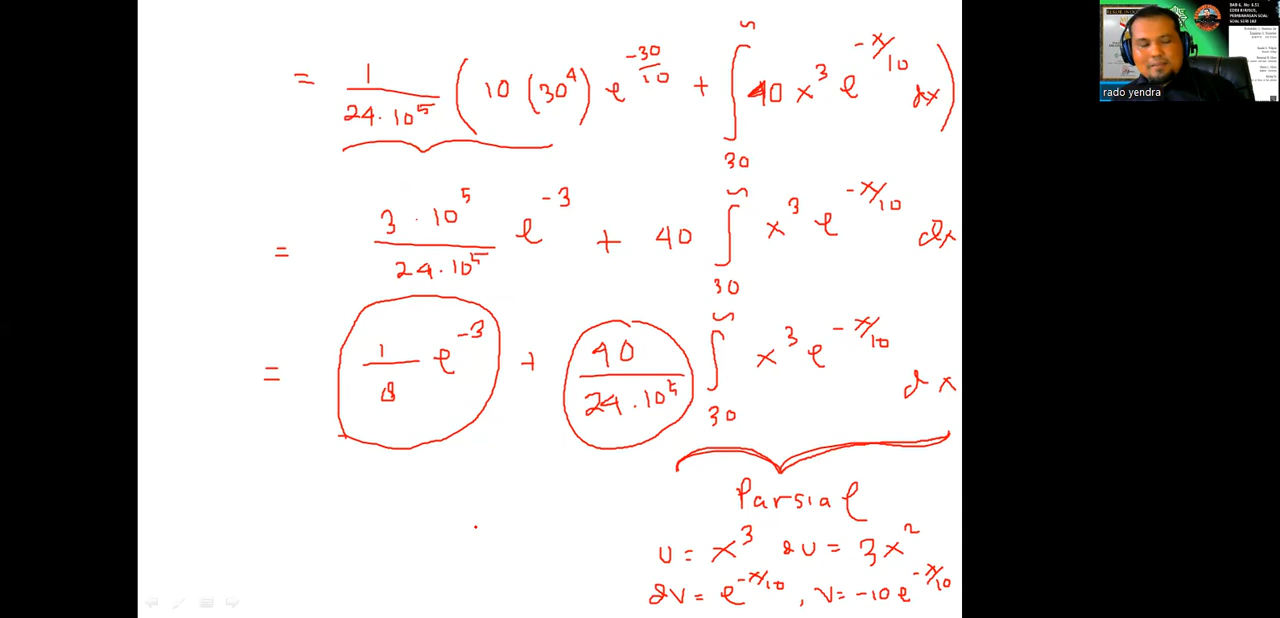 = 1/(24.10^5) (10 (30^4) e^(-30/10) + ∫_30^∞ 40 x^3 e^(-x/10) dx)
= (3.10^5)/(24.10^5) e^-3 + 40 ∫_30^∞ x^3 e^(-x/10) dx
= 1/8 e^-3 + 40/(24.10^5) ∫_30^∞ x^3 e^(-x/10) dx
Parsial
u = x^3 du = 3x^2
dv = e^(-x/10), v = -10 e^(-x/10)
rado yendra